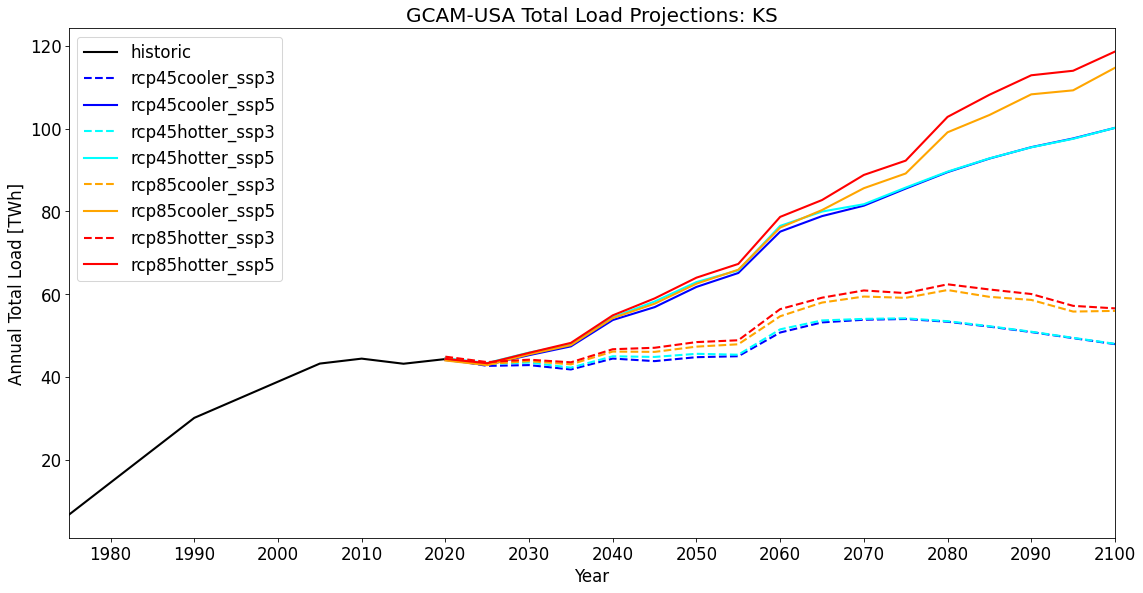 GCAM-USA Total Load Projections: KS
historic
rcp45cooler_ssp3
rcp45cooler_ssp5
rcp45hotter_ssp3
rcp45hotter_ssp5
rcp85cooler_ssp3
rcp85cooler_ssp5
rcp85hotter_ssp3
rcp85hotter_ssp5
Annual Total Load [TWh]
120
100
80
60
40
20
1980 1990 2000 2010 2020 2030 2040 2050 2060 2070 2080 2090 2100
Year